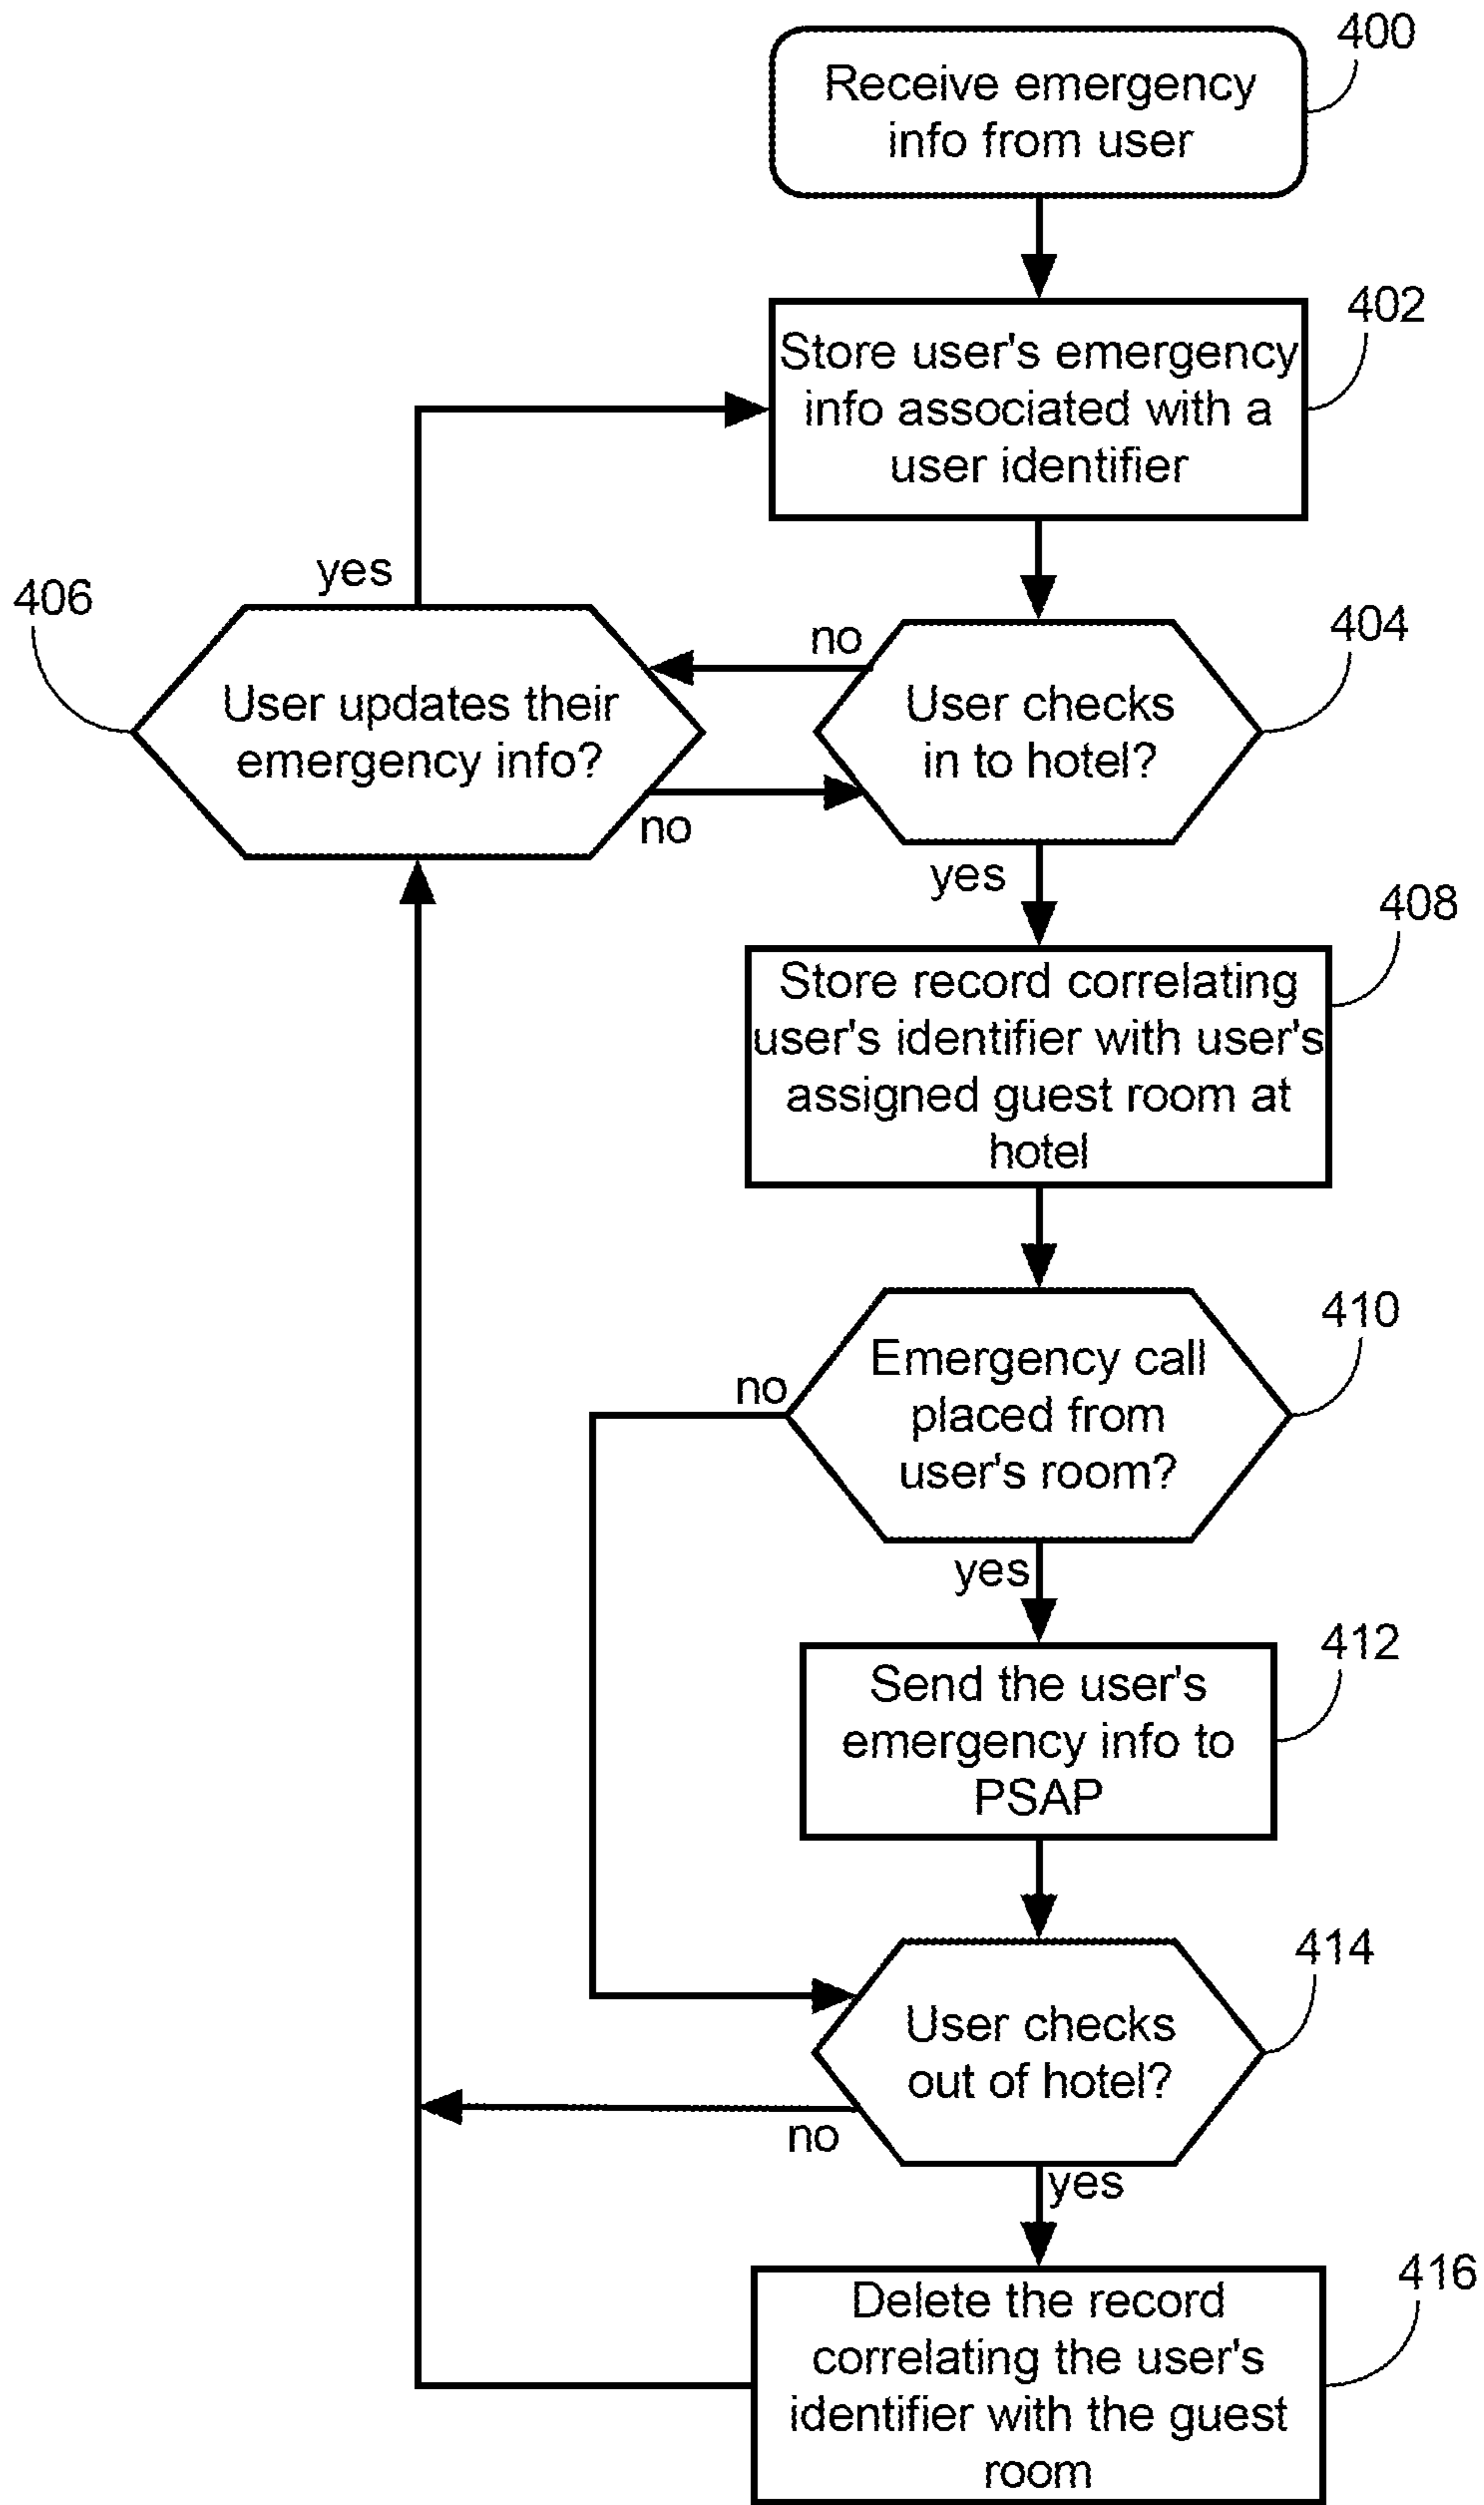 400
Receive emergency
info from user
402
Store user's emergency
info associated with a
user identifier
yes
406
no
404
User updates their
emergency info?
User checks
in to hotel?
no
yes
408
Store record correlating
user's identifier with user's
assigned guest room at
hotel
410
Emergency call
placed from
user's room?
no
yes
412
Send the user's
emergency info to
PSAP
414
User checks
out of hotel?
no
yes
416
Delete the record
correlating the user's
identifier with the guest
room